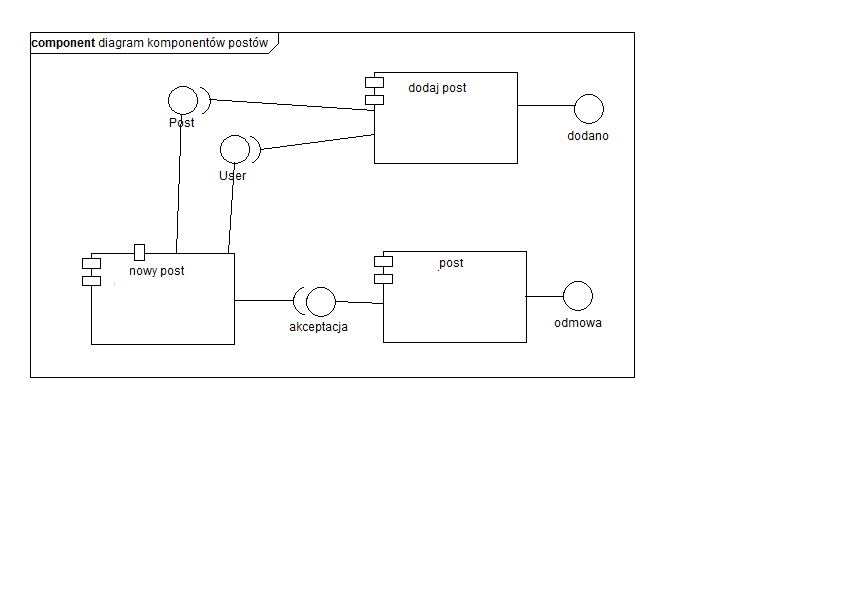 component diagram komponentów postów
dodaj post
Post
dodano
User
nowy post
post
akceptacja
odmowa